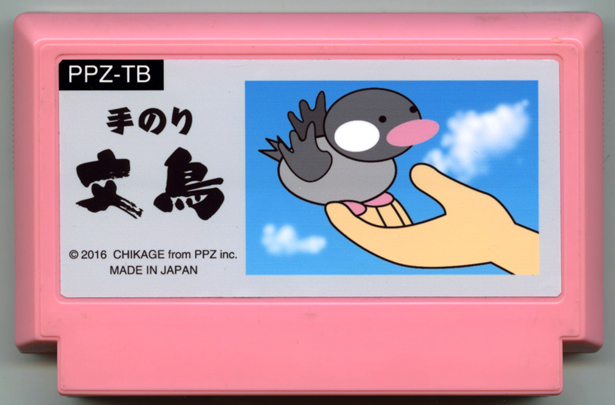 PPZ-TB
手のり
文鳥
© 2016 CHIKAGE from PPZ inc.
MADE IN JAPAN